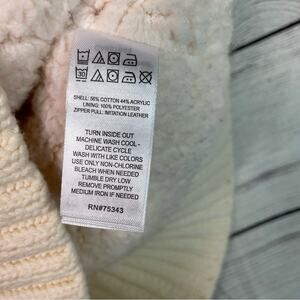 30
SHELL: 56% COTTON 44% ACRYLIC
LINING: 100% POLYESTER
ZIPPER PULL: IMITATION LEATHER
TURN INSIDE OUT
MACHINE WASH COOL -
DELICATE CYCLE
WASH WITH LIKE COLORS
USE ONLY NON-CHLORINE
BLEACH WHEN NEEDED
TUMBLE DRY LOW
REMOVE PROMPTLY
MEDIUM IRON IF NEEDED
RN#75343